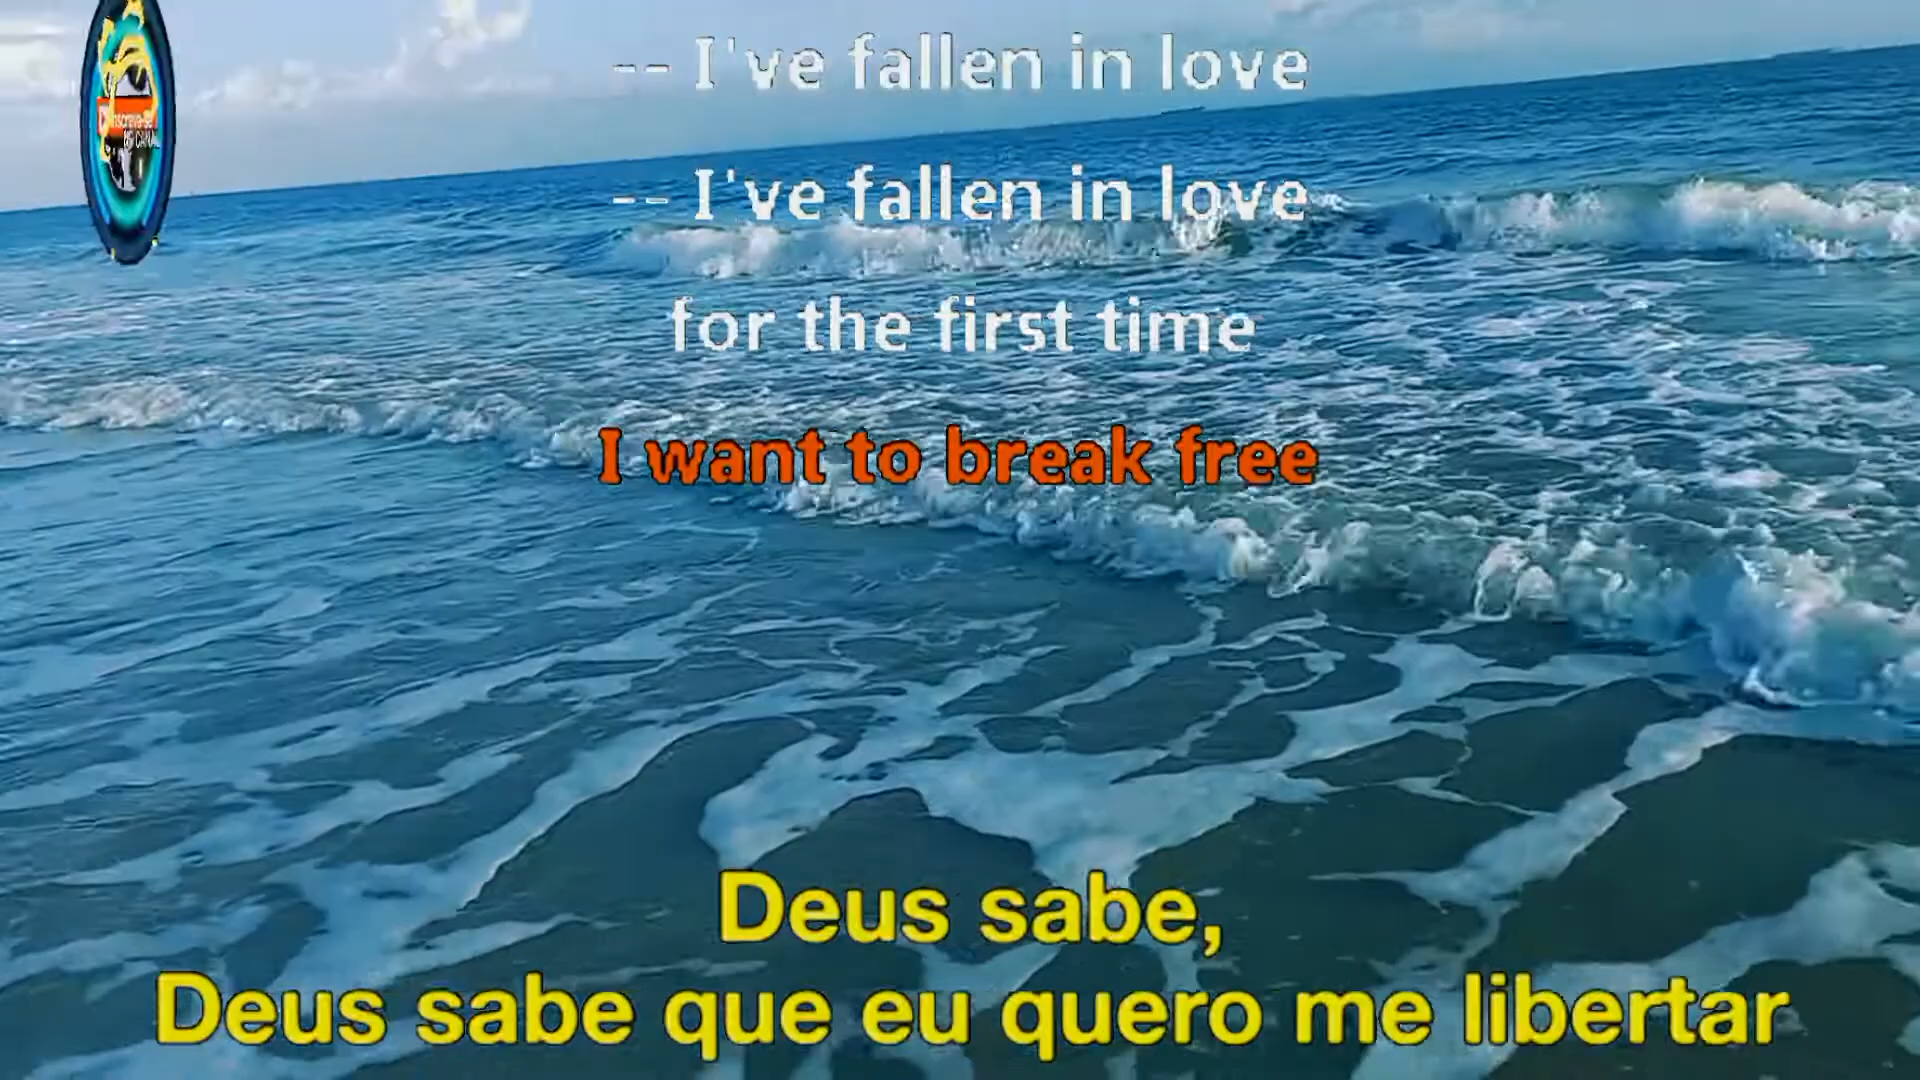 -- I've fallen in love
-- I've fallen in love
for the first time
I want to break free
Deus sabe,
Deus sabe que eu quero me libertar